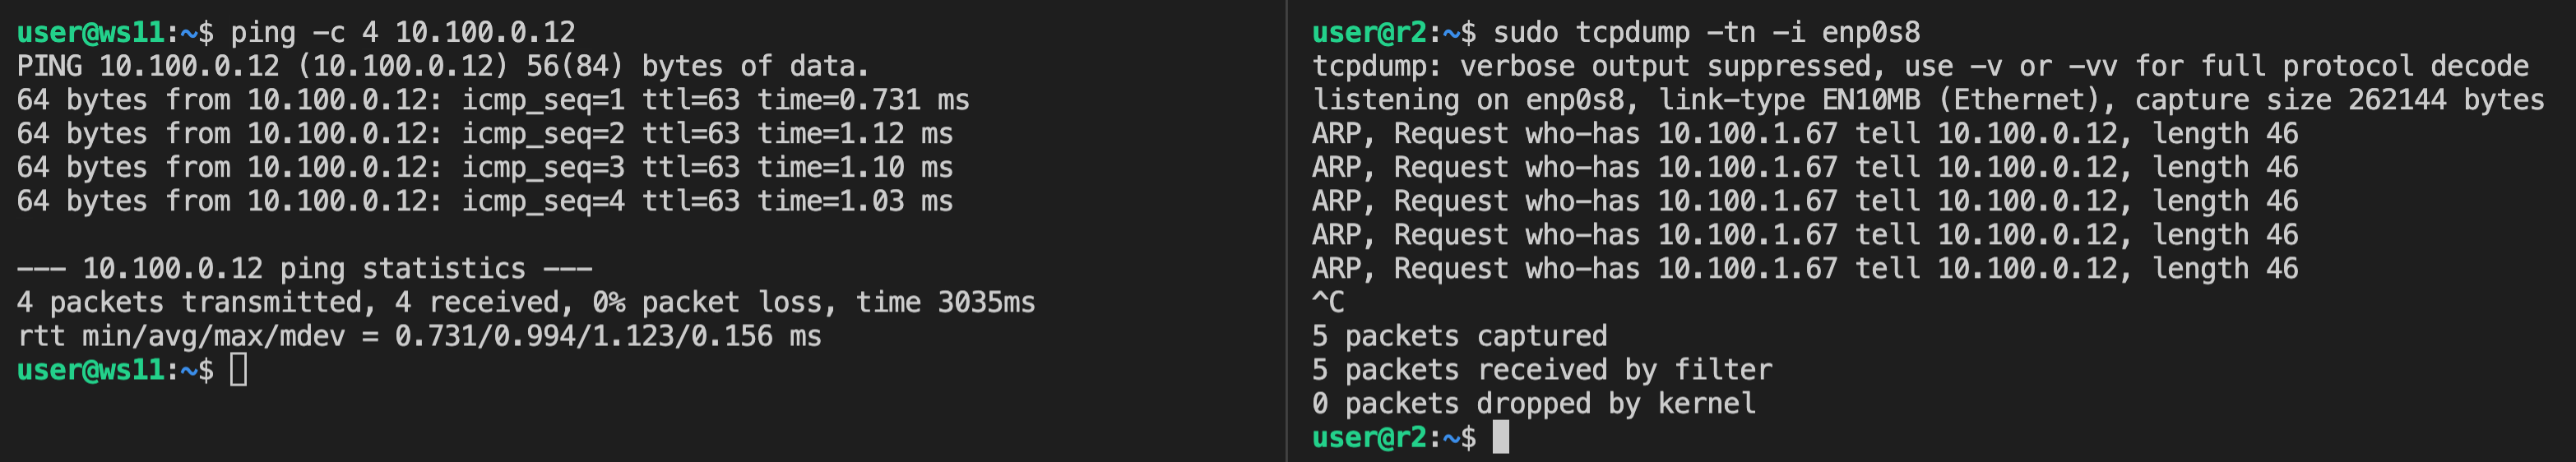 user@ws11:~$ ping -c 4 10.100.0.12
PING 10.100.0.12 (10.100.0.12) 56(84) bytes of data.
64 bytes from 10.100.0.12: icmp_seq=1 ttl=63 time=0.731 ms
64 bytes from 10.100.0.12: icmp_seq=2 ttl=63 time=1.12 ms
64 bytes from 10.100.0.12: icmp_seq=3 ttl=63 time=1.10 ms
64 bytes from 10.100.0.12: icmp_seq=4 ttl=63 time=1.03 ms
--- 10.100.0.12 ping statistics ---
4 packets transmitted, 4 received, 0% packet loss, time 3035ms
rtt min/avg/max/mdev = 0.731/0.994/1.123/0.156 ms
user@ws11:~$
user@r2:~$ sudo tcpdump -tn -i enp0s8
tcpdump: verbose output suppressed, use -v or -vv for full protocol decode
listening on enp0s8, link-type EN10MB (Ethernet), capture size 262144 bytes
ARP, Request who-has 10.100.1.67 tell 10.100.0.12, length 46
ARP, Request who-has 10.100.1.67 tell 10.100.0.12, length 46
ARP, Request who-has 10.100.1.67 tell 10.100.0.12, length 46
ARP, Request who-has 10.100.1.67 tell 10.100.0.12, length 46
ARP, Request who-has 10.100.1.67 tell 10.100.0.12, length 46
^C
5 packets captured
5 packets received by filter
0 packets dropped by kernel
user@r2:~$